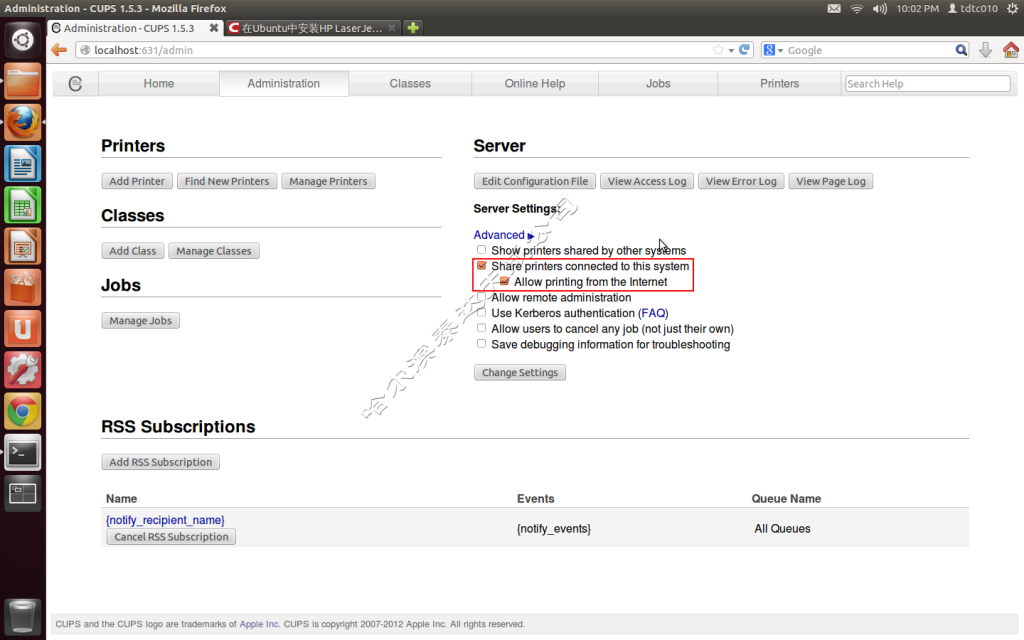 Administration - CUPS 1.5.3 - Mozilla Firefox
10:02 PM tdtc010
Administration - CUPS 1.5.3
在Ubuntu中安装HP LaserJe...
localhost:631/admin
Google
Home Administration Classes Online Help Jobs Printers Search Help
Printers
Add Printer Find New Printers Manage Printers
Classes
Add Class Manage Classes
Jobs
Manage Jobs
Server
Edit Configuration File View Access Log View Error Log View Page Log
Server Settings:
Advanced
Show printers shared by other systems
Share printers connected to this system
Allow printing from the Internet
Allow remote administration
Use Kerberos authentication (FAQ)
Allow users to cancel any job (not just their own)
Save debugging information for troubleshooting
Change Settings
RSS Subscriptions
Add RSS Subscription
Name Events Queue Name
{notify_recipient_name} {notify_events} All Queues
Cancel RSS Subscription
CUPS and the CUPS logo are trademarks of Apple Inc. CUPS is copyright 2007-2012 Apple Inc. All rights reserved.